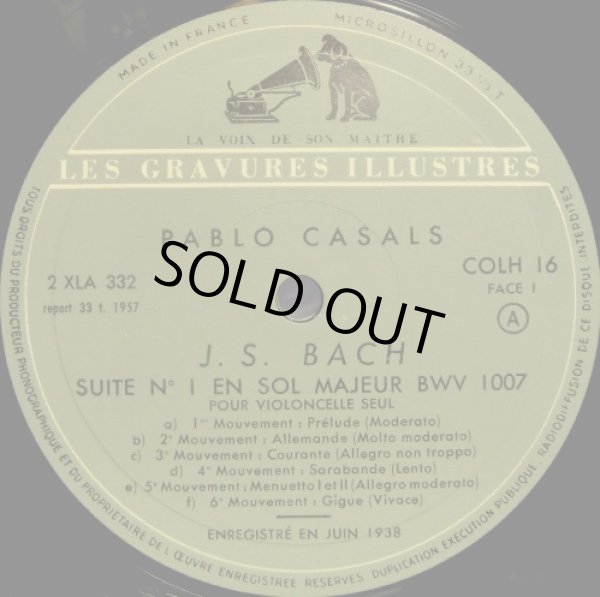 MADE IN FRANCE
MICROSILLON 33 1/3 T
LA VOIX DE SON MAITRE
LES GRAVURES ILLUSTRES
PABLO CASALS
2 XLA 332
report 33 t. 1957
COLH 16
FACE 1
A
SOLD OUT
J. S. BACH
SUITE N° 1 EN SOL MAJEUR BWV 1007
POUR VIOLONCELLE SEUL
a) 1er Mouvement : Prélude (Moderato)
b) 2e Mouvement : Allemande (Molto moderato)
c) 3e Mouvement : Courante (Allegro non troppo)
d) 4e Mouvement : Sarabande (Lento)
e) 5e Mouvement : Menuetto I et II (Allegro moderato)
f) 6e Mouvement : Gigue (Vivace)
ENREGISTRÉ EN JUIN 1938
TOUS DROITS DU PRODUCTEUR PHONOGRAPHIQUE ET DU PROPRIETAIRE DE L'ŒUVRE ENREGISTREE RESERVES DUPLICATION EXECUTION PUBLIQUE RADIODIFFUSION DE CE DISQUE INTERDITES